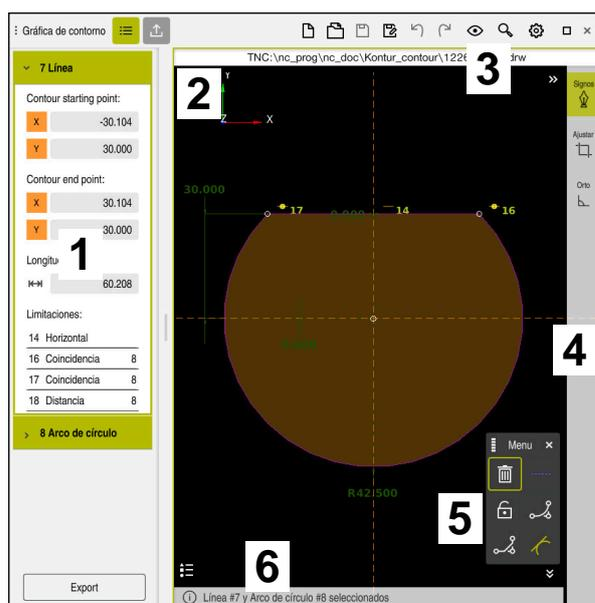 Gráfica de contorno
TNC:\nc_prog\nc_doc\Kontur_contour\1226 drw
7 Línea
Contour starting point:
X -30.104
Y 30.000
Contour end point:
X 30.104
Y 30.000
Longitu
60.208
Limitaciones:
14 Horizontal
16 Coincidencia 8
17 Coincidencia 8
18 Distancia 8
8 Arco de círculo
Export
1
2
3
4
5
6
Y
Z
X
30.000
17
0.000
14
16
R42.500
Signos
Ajustar
Orto
Menu
Línea #7 y Arco de círculo #8 seleccionados